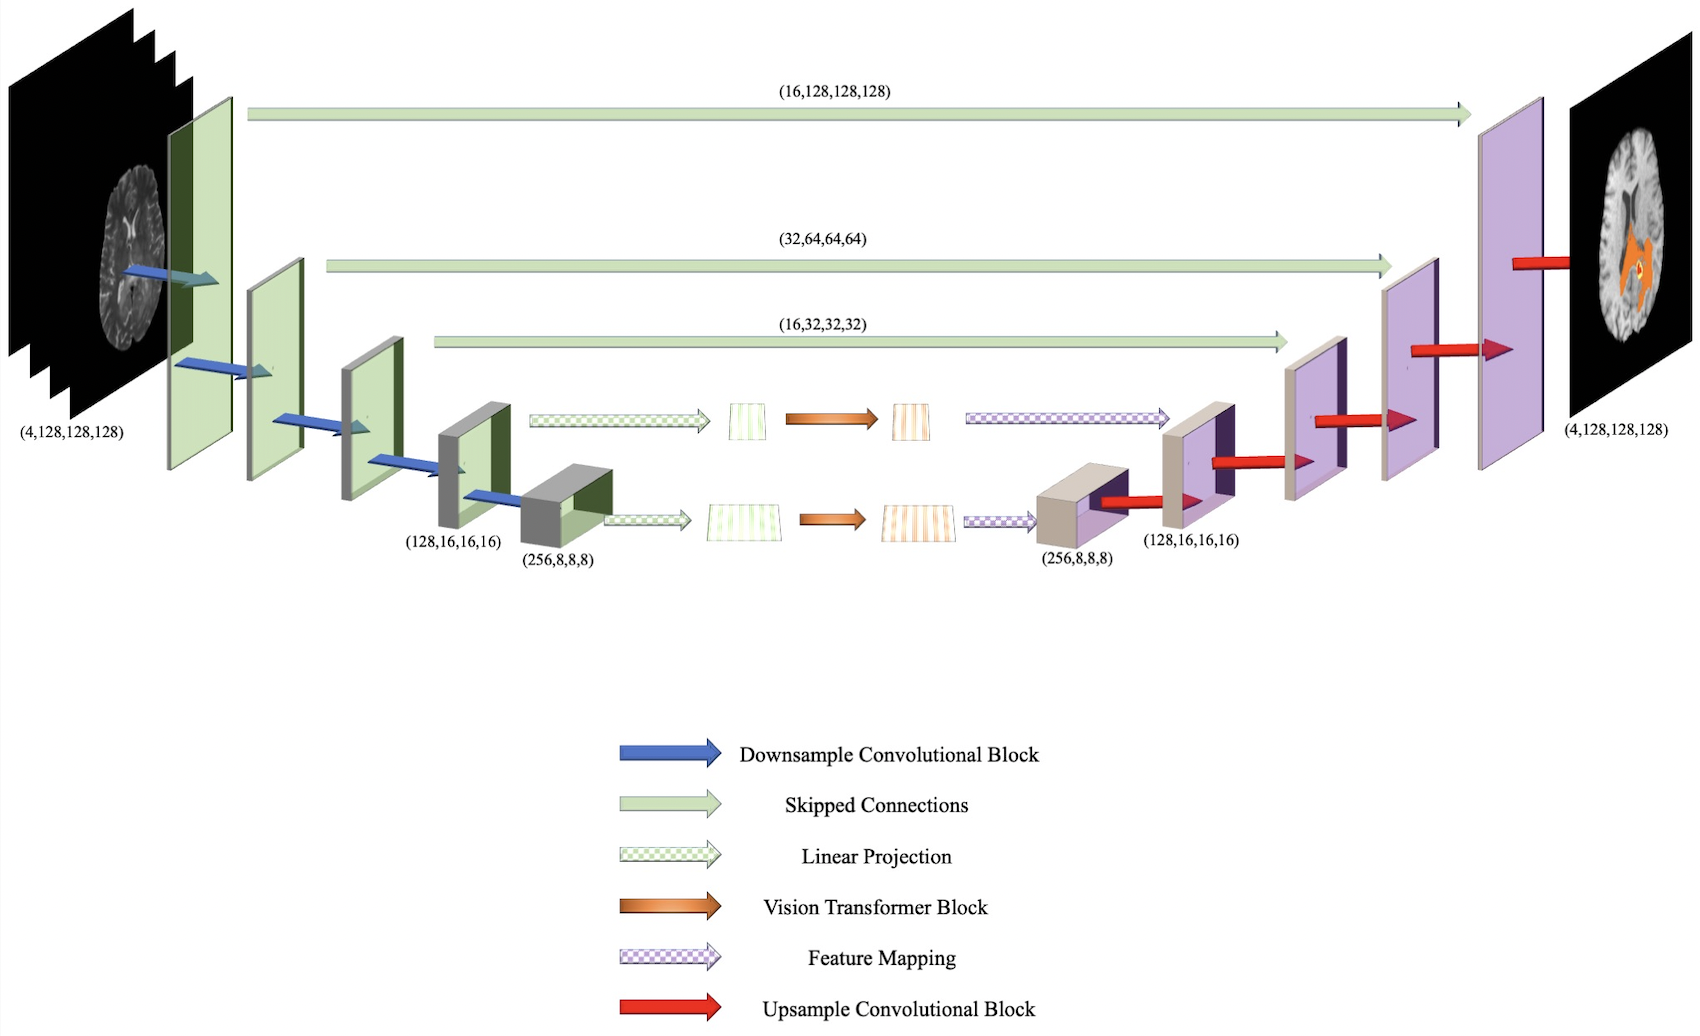 (16,128,128,128)
(32,64,64,64)
(16,32,32,32)
(4,128,128,128)
(4,128,128,128)
(128,16,16,16)
(256,8,8,8)
(256,8,8,8)
(128,16,16,16)
Downsample Convolutional Block
Skipped Connections
Linear Projection
Vision Transformer Block
Feature Mapping
Upsample Convolutional Block